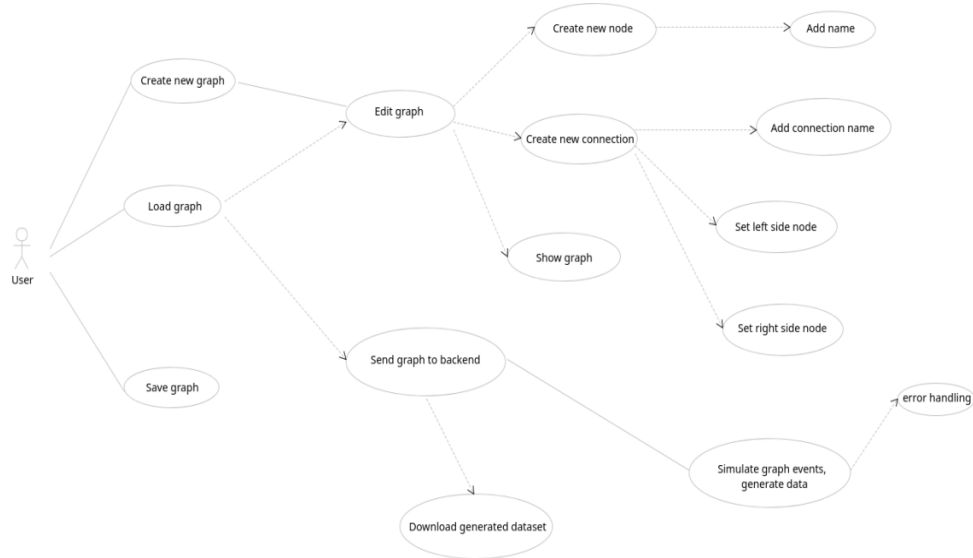 Create new node
Add name
Create new graph
Edit graph
Create new connection
Add connection name
Load graph
Set left side node
Show graph
User
Set right side node
Send graph to backend
Save graph
error handling
Simulate graph events,
generate data
Download generated dataset